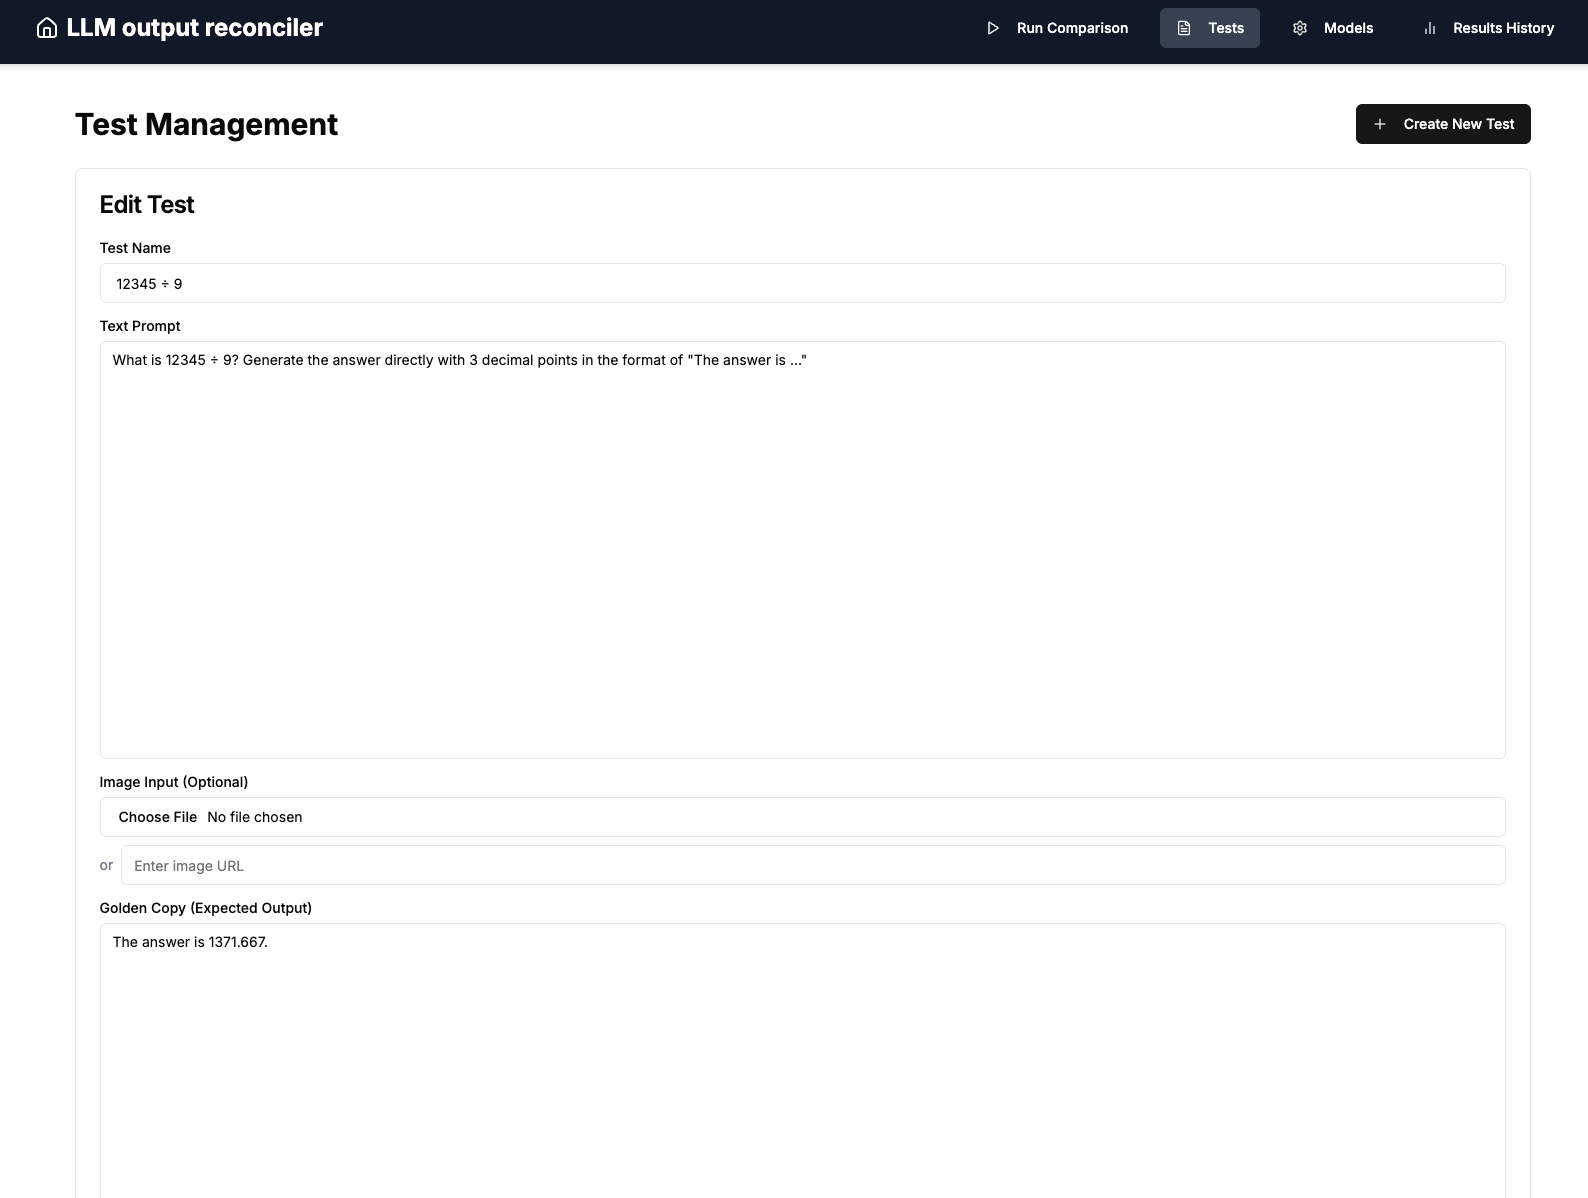 LLM output reconciler
Run Comparison
Tests
Models
Results History
Test Management
Create New Test
Edit Test
Test Name
12345 ÷ 9
Text Prompt
What is 12345 ÷ 9? Generate the answer directly with 3 decimal points in the format of "The answer is ..."
Image Input (Optional)
Choose File No file chosen
or
Enter image URL
Golden Copy (Expected Output)
The answer is 1371.667.